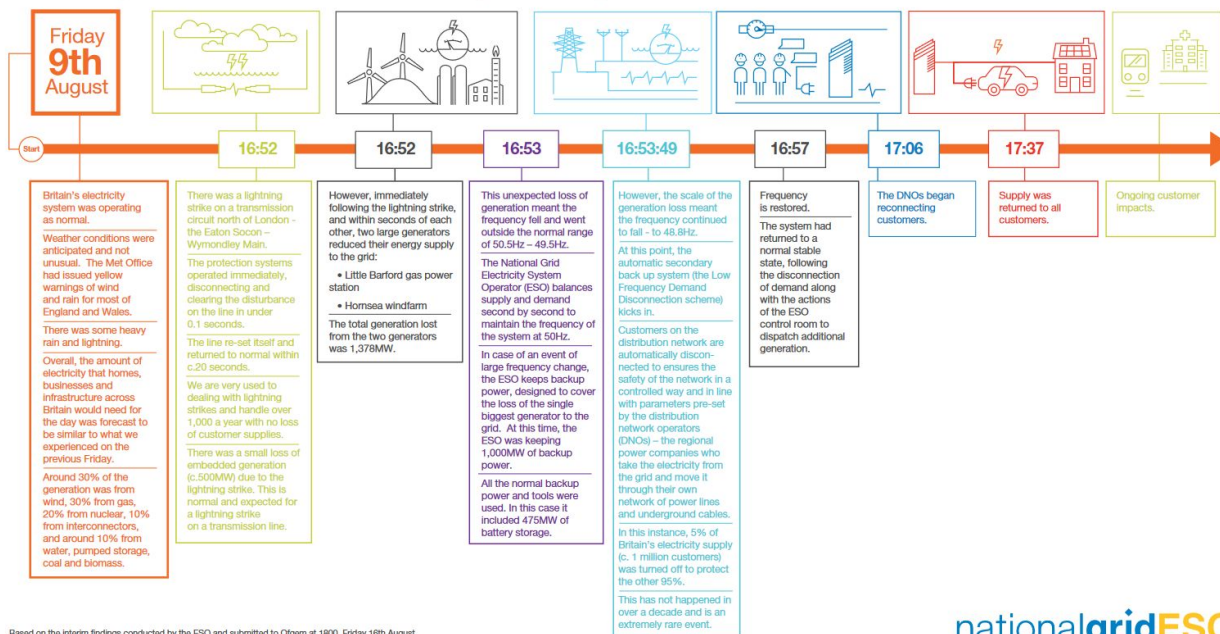 Friday
9th
August
Start
16:52
16:52
16:53
16:53:49
16:57
17:06
17:37
Britain's electricity
system was operating
as normal.
Weather conditions were
anticipated and not
unusual. The Met Office
had issued yellow
warnings of wind
and rain for most of
England and Wales.
There was some heavy
rain and lightning.
Overall, the amount of
electricity that homes,
businesses and
infrastructure across
Britain would need for
the day was forecast to
be similar to what we
experienced on the
previous Friday.
Around 30% of the
generation was from
wind, 30% from gas,
20% from nuclear, 10%
from interconnectors,
and around 10% from
water, pumped storage,
coal and biomass.
There was a lightning
strike on a transmission
circuit north of London -
the Eaton Socon –
Wymondley Main.
The protection systems
operated immediately,
disconnecting and
clearing the disturbance
on the line in under
0.1 seconds.
The line re-set itself and
returned to normal within
c.20 seconds.
We are very used to
dealing with lightning
strikes and handle over
1,000 a year with no loss
of customer supplies.
There was a small loss of
embedded generation
(c.500MW) due to the
lightning strike. This is
normal and expected for
a lightning strike
on a transmission line.
However, immediately
following the lightning strike,
and within seconds of each
other, two large generators
reduced their energy supply
to the grid:
• Little Barford gas power
station
• Hornsea windfarm
The total generation lost
from the two generators
was 1,378MW.
This unexpected loss of
generation meant the
frequency fell and went
outside the normal range
of 50.5Hz – 49.5Hz.
The National Grid
Electricity System
Operator (ESO) balances
supply and demand
second by second to
maintain the frequency of
the system at 50Hz.
In case of an event of
large frequency change,
the ESO keeps backup
power, designed to cover
the loss of the single
biggest generator to the
grid. At this time, the
ESO was keeping
1,000MW of backup
power.
All the normal backup
power and tools were
used. In this case it
included 475MW of
battery storage.
However, the scale of the
generation loss meant
the frequency continued
to fall - to 48.8Hz.
At this point, the
automatic secondary
back up system (the Low
Frequency Demand
Disconnection scheme)
kicks in.
Customers on the
distribution network are
automatically discon-
nected to ensures the
safety of the network in a
controlled way and in line
with parameters pre-set
by the distribution
network operators
(DNOs) – the regional
power companies who
take the electricity from
the grid and move it
through their own
network of power lines
and underground cables.
In this instance, 5% of
Britain's electricity supply
(c. 1 million customers)
was turned off to protect
the other 95%.
This has not happened in
over a decade and is an
extremely rare event.
Frequency
is restored.
The system had
returned to a
normal stable
state, following
the disconnection
of demand along
with the actions
of the ESO
control room to
dispatch additional
generation.
The DNOs began
reconnecting
customers.
Supply was
returned to all
customers.
Ongoing customer
impacts.
Based on the interim findings conducted by the ESO and submitted to Ofgem at 1800, Friday 16th August
nationalgridESO